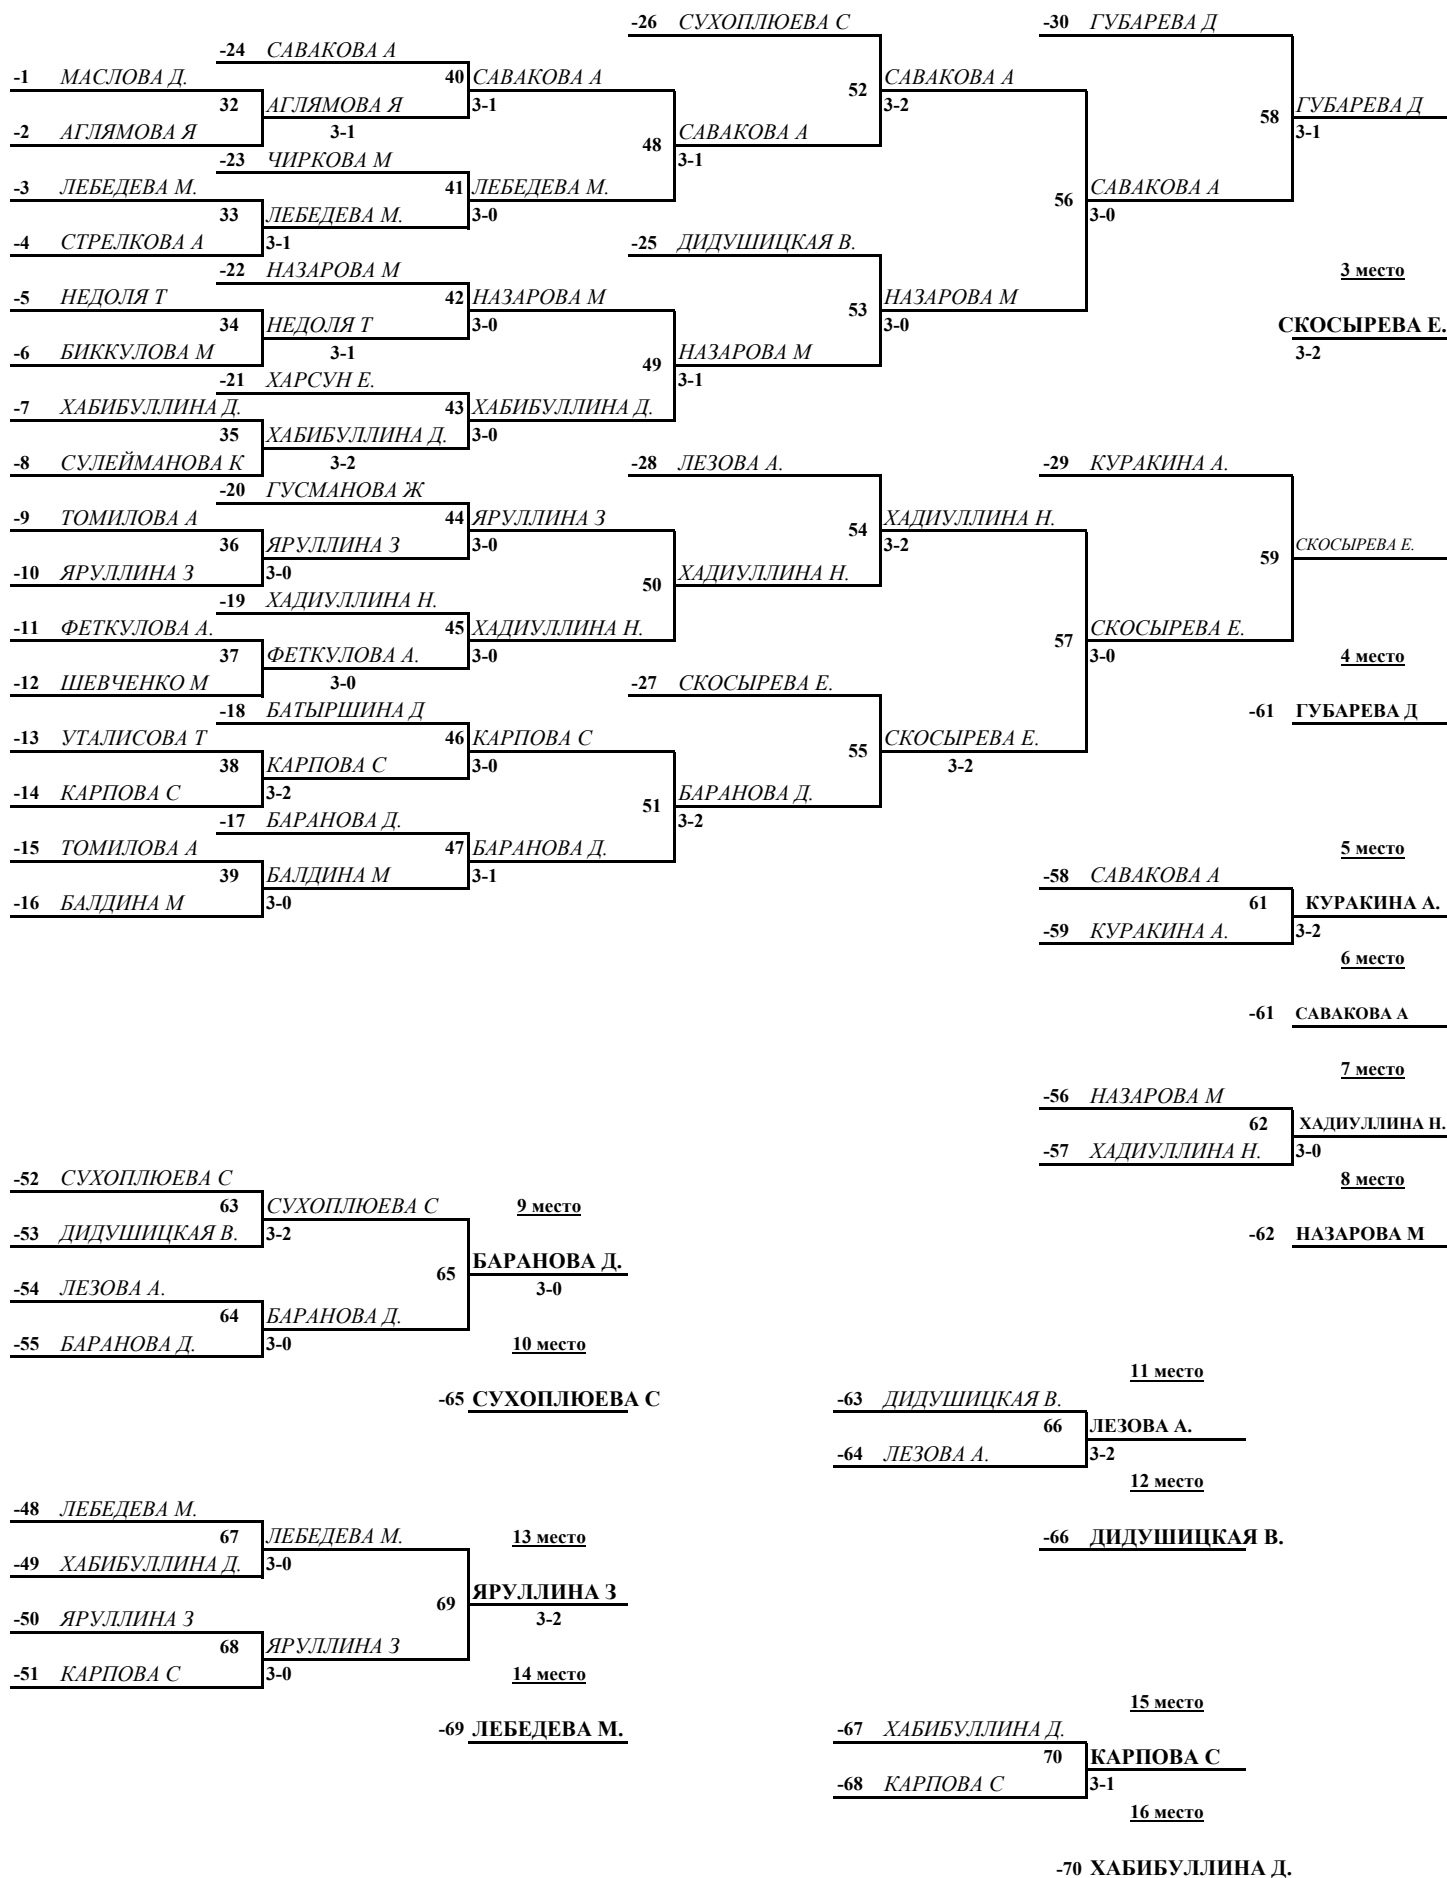 -26 СУХОПЛЮЕВА С -30 ГУБАРЕВА Д
-24 САВАКОВА А
-1 МАСЛОВА Д. 40 САВАКОВА А 52 САВАКОВА А
32 АГЛЯМОВА Я 3-1 3-2 58 ГУБАРЕВА Д
-2 АГЛЯМОВА Я 3-1 48 САВАКОВА А 3-1
-23 ЧИРКОВА М 3-1
-3 ЛЕБЕДЕВА М. 41 ЛЕБЕДЕВА М. 56 САВАКОВА А
33 ЛЕБЕДЕВА М. 3-0 3-0
-4 СТРЕЛКОВА А 3-1 -25 ДИДУШИЦКАЯ В.
-22 НАЗАРОВА М 3 место
-5 НЕДОЛЯ Т 42 НАЗАРОВА М 53 НАЗАРОВА М
34 НЕДОЛЯ Т 3-0 3-0 СКОСЫРЕВА Е.
-6 БИККУЛОВА М 3-1 49 НАЗАРОВА М 3-2
-21 ХАРСУН Е. 3-1
-7 ХАБИБУЛЛИНА Д. 43 ХАБИБУЛЛИНА Д.
35 ХАБИБУЛЛИНА Д. 3-0
-8 СУЛЕЙМАНОВА К 3-2 -28 ЛЕЗОВА А. -29 КУРАКИНА А.
-20 ГУСМАНОВА Ж
-9 ТОМИЛОВА А 44 ЯРУЛЛИНА З 54 ХАДИУЛЛИНА Н.
36 ЯРУЛЛИНА З 3-0 3-2 59 СКОСЫРЕВА Е.
-10 ЯРУЛЛИНА З 3-0 50 ХАДИУЛЛИНА Н.
-19 ХАДИУЛЛИНА Н.
-11 ФЕТКУЛОВА А. 45 ХАДИУЛЛИНА Н. 57 СКОСЫРЕВА Е.
37 ФЕТКУЛОВА А. 3-0 3-0 4 место
-12 ШЕВЧЕНКО М 3-0 -27 СКОСЫРЕВА Е.
-18 БАТЫРШИНА Д -61 ГУБАРЕВА Д
-13 УТАЛИСОВА Т 46 КАРПОВА С 55 СКОСЫРЕВА Е.
38 КАРПОВА С 3-0 3-2
-14 КАРПОВА С 3-2 51 БАРАНОВА Д.
-17 БАРАНОВА Д. 3-2
-15 ТОМИЛОВА А 47 БАРАНОВА Д. 5 место
39 БАЛДИНА М 3-1 -58 САВАКОВА А
-16 БАЛДИНА М 3-0 61 КУРАКИНА А.
-59 КУРАКИНА А. 3-2
6 место
-61 САВАКОВА А
7 место
-56 НАЗАРОВА М
62 ХАДИУЛЛИНА Н.
-57 ХАДИУЛЛИНА Н. 3-0
-52 СУХОПЛЮЕВА С 8 место
63 СУХОПЛЮЕВА С 9 место
-53 ДИДУШИЦКАЯ В. 3-2 -62 НАЗАРОВА М
65 БАРАНОВА Д.
-54 ЛЕЗОВА А. 3-0
64 БАРАНОВА Д.
-55 БАРАНОВА Д. 3-0 10 место
11 место
-65 СУХОПЛЮЕВА С -63 ДИДУШИЦКАЯ В.
66 ЛЕЗОВА А.
-64 ЛЕЗОВА А. 3-2
12 место
-48 ЛЕБЕДЕВА М.
67 ЛЕБЕДЕВА М. 13 место -66 ДИДУШИЦКАЯ В.
-49 ХАБИБУЛЛИНА Д. 3-0
69 ЯРУЛЛИНА З
-50 ЯРУЛЛИНА З 3-2
68 ЯРУЛЛИНА З
-51 КАРПОВА С 3-0 14 место
15 место
-69 ЛЕБЕДЕВА М. -67 ХАБИБУЛЛИНА Д.
70 КАРПОВА С
-68 КАРПОВА С 3-1
16 место
-70 ХАБИБУЛЛИНА Д.